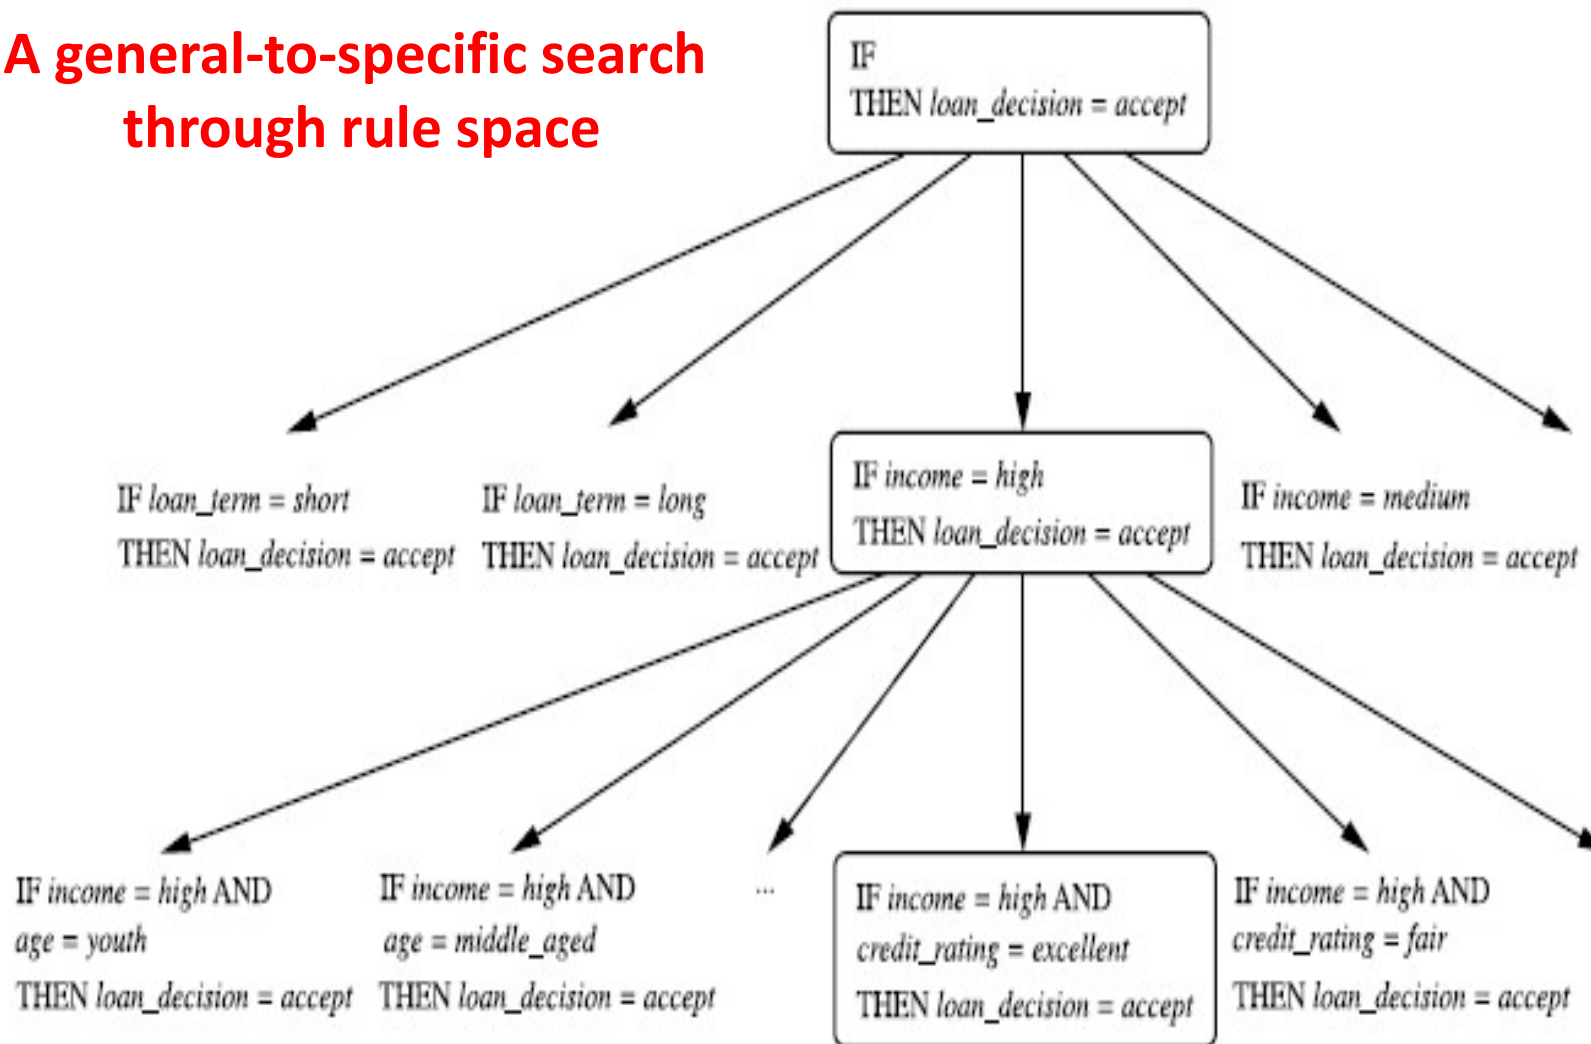 A general-to-specific search
through rule space
IF
THEN loan_decision = accept
IF loan_term = short
THEN loan_decision = accept
IF loan_term = long
THEN loan_decision = accept
IF income = high
THEN loan_decision = accept
IF income = medium
THEN loan_decision = accept
IF income = high AND
age = youth
THEN loan_decision = accept
IF income = high AND
age = middle_aged
THEN loan_decision = accept
...
IF income = high AND
credit_rating = excellent
THEN loan_decision = accept
IF income = high AND
credit_rating = fair
THEN loan_decision = accept